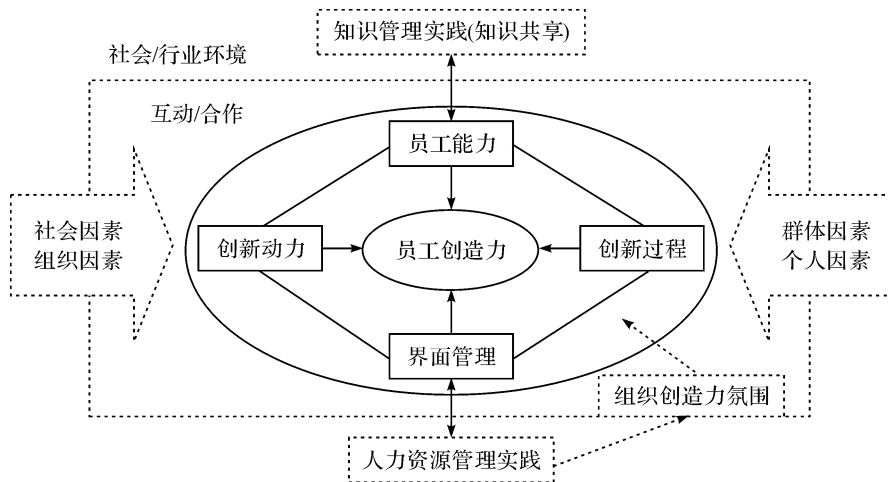 知识管理实践(知识共享)
社会/行业环境
互动/合作
员工能力
社会因素
组织因素
创新动力
员工创造力
创新过程
群体因素
个人因素
界面管理
组织创造力氛围
人力资源管理实践